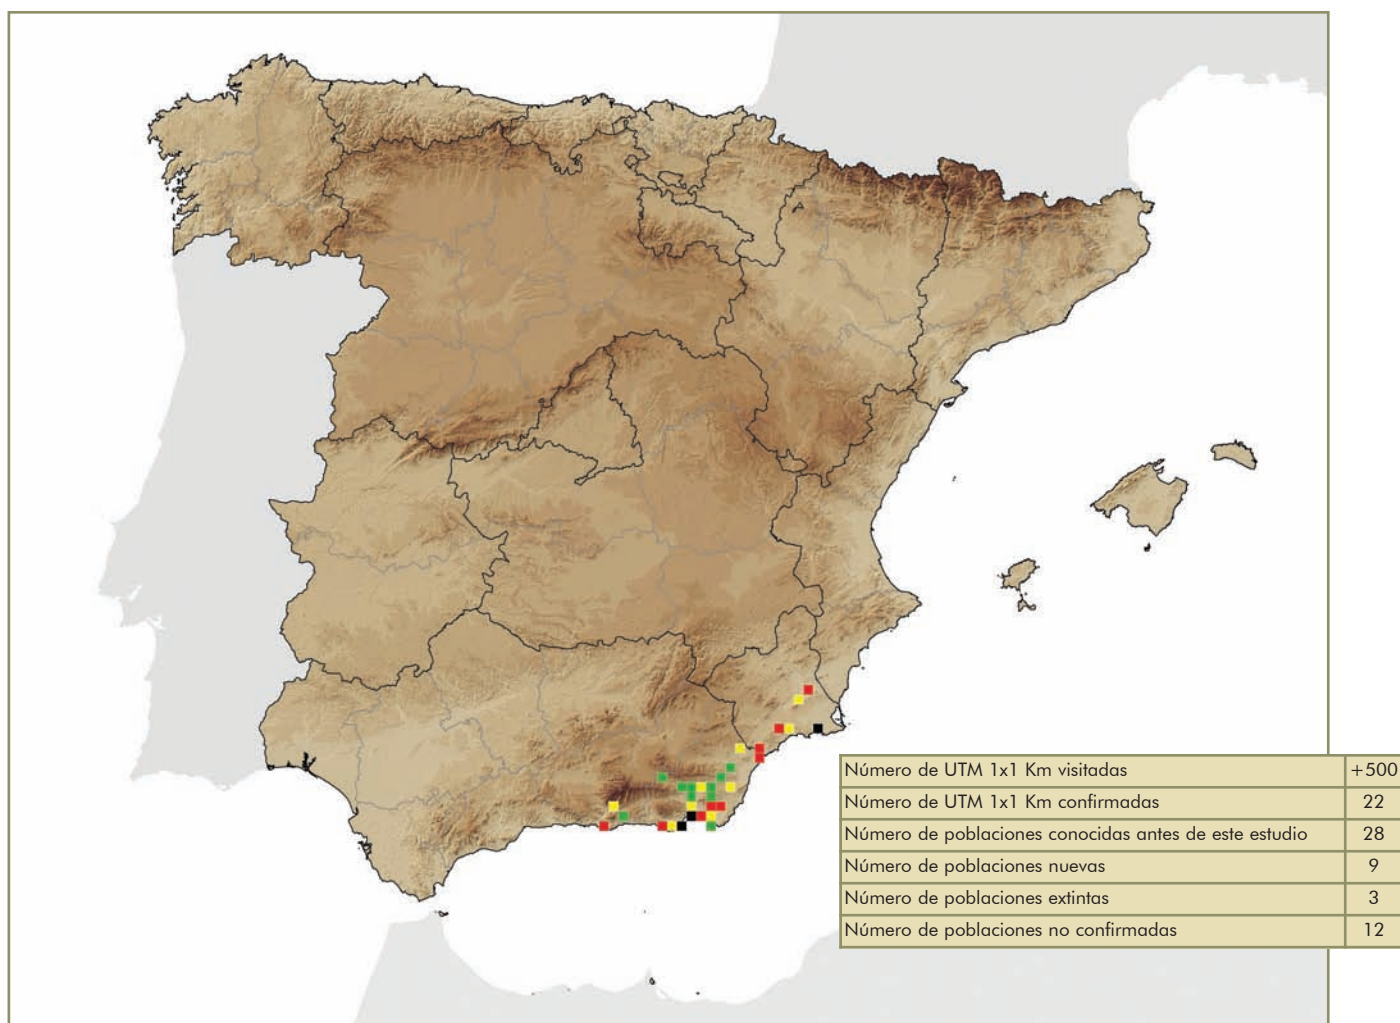 Número de UTM 1x1 Km visitadas +500
Número de UTM 1x1 Km confirmadas 22
Número de poblaciones conocidas antes de este estudio 28
Número de poblaciones nuevas 9
Número de poblaciones extintas 3
Número de poblaciones no confirmadas 12